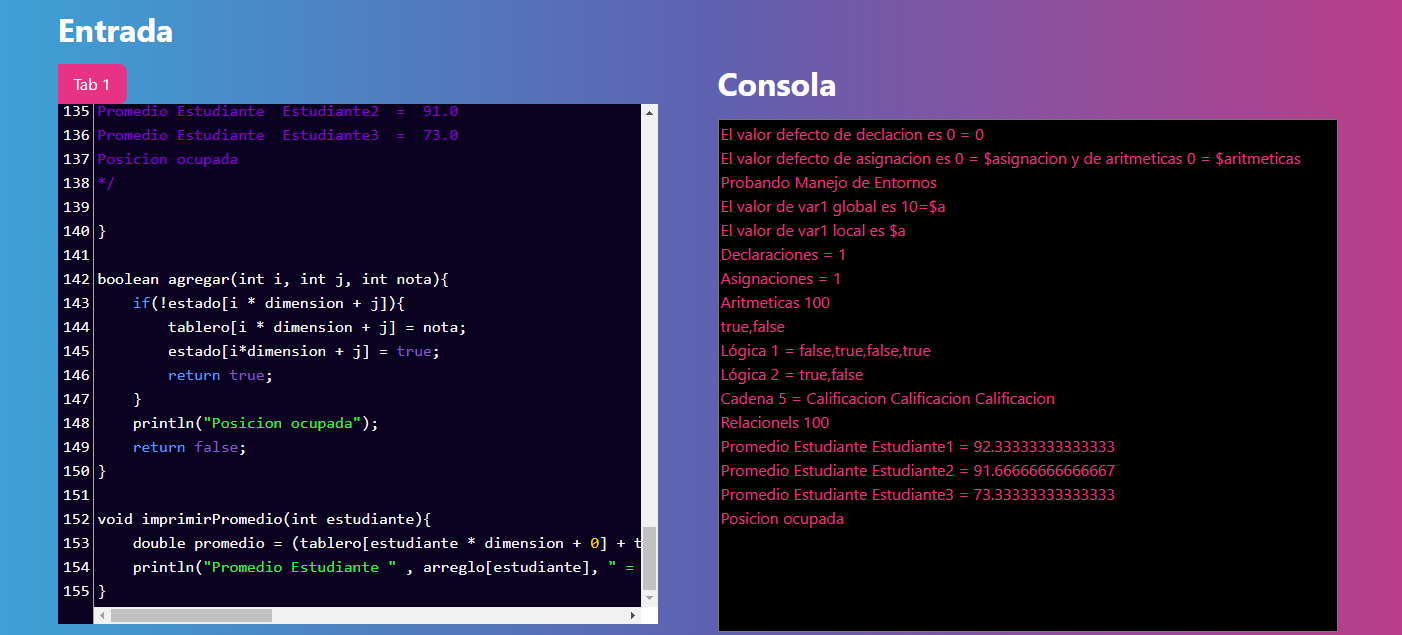 Entrada
Tab 1
135 Promedio Estudiante  Estudiante2  =  91.0
136 Promedio Estudiante  Estudiante3  =  73.0
137 Posicion ocupada
138 */
139
140 }
141
142 boolean agregar(int i, int j, int nota){
143     if(!estado[i * dimension + j]){
144         tablero[i * dimension + j] = nota;
145         estado[i*dimension + j] = true;
146         return true;
147     }
148     println("Posicion ocupada");
149     return false;
150 }
151
152 void imprimirPromedio(int estudiante){
153     double promedio = (tablero[estudiante * dimension + 0] + t
154     println("Promedio Estudiante " , arreglo[estudiante], " =
155 }
Consola
El valor defecto de declacion es 0 = 0
El valor defecto de asignacion es 0 = $asignacion y de aritmeticas 0 = $aritmeticas
Probando Manejo de Entornos
El valor de var1 global es 10=$a
El valor de var1 local es $a
Declaraciones = 1
Asignaciones = 1
Aritmeticas 100
true,false
Lógica 1 = false,true,false,true
Lógica 2 = true,false
Cadena 5 = Calificacion Calificacion Calificacion
Relacionels 100
Promedio Estudiante Estudiante1 = 92.33333333333333
Promedio Estudiante Estudiante2 = 91.66666666666667
Promedio Estudiante Estudiante3 = 73.33333333333333
Posicion ocupada